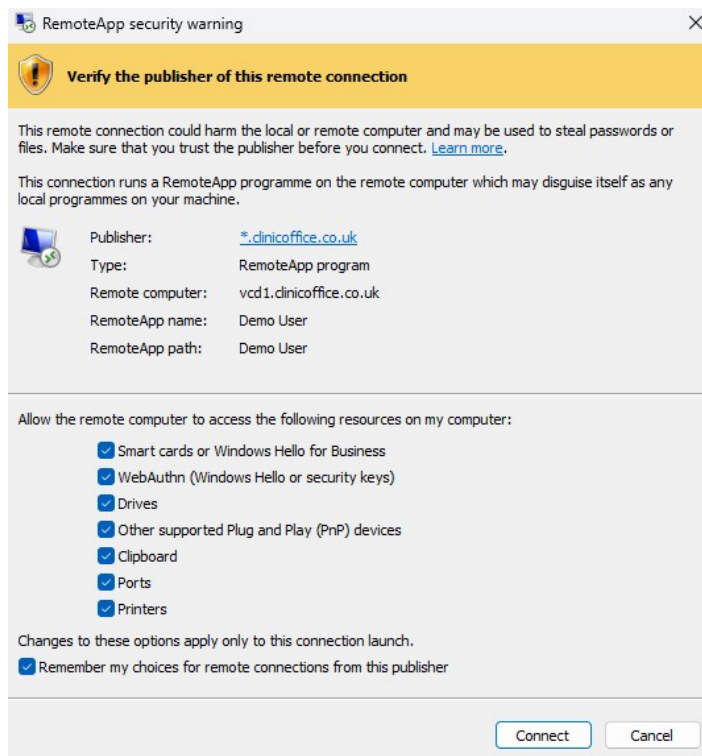 RemoteApp security warning
Verify the publisher of this remote connection
This remote connection could harm the local or remote computer and may be used to steal passwords or
files. Make sure that you trust the publisher before you connect. Learn more.
This connection runs a RemoteApp programme on the remote computer which may disguise itself as any
local programmes on your machine.
Publisher: *.clinicoffice.co.uk
Type: RemoteApp program
Remote computer: vcd1.clinicoffice.co.uk
RemoteApp name: Demo User
RemoteApp path: Demo User
Allow the remote computer to access the following resources on my computer:
Smart cards or Windows Hello for Business
WebAuthn (Windows Hello or security keys)
Drives
Other supported Plug and Play (PnP) devices
Clipboard
Ports
Printers
Changes to these options apply only to this connection launch.
Remember my choices for remote connections from this publisher
Connect Cancel